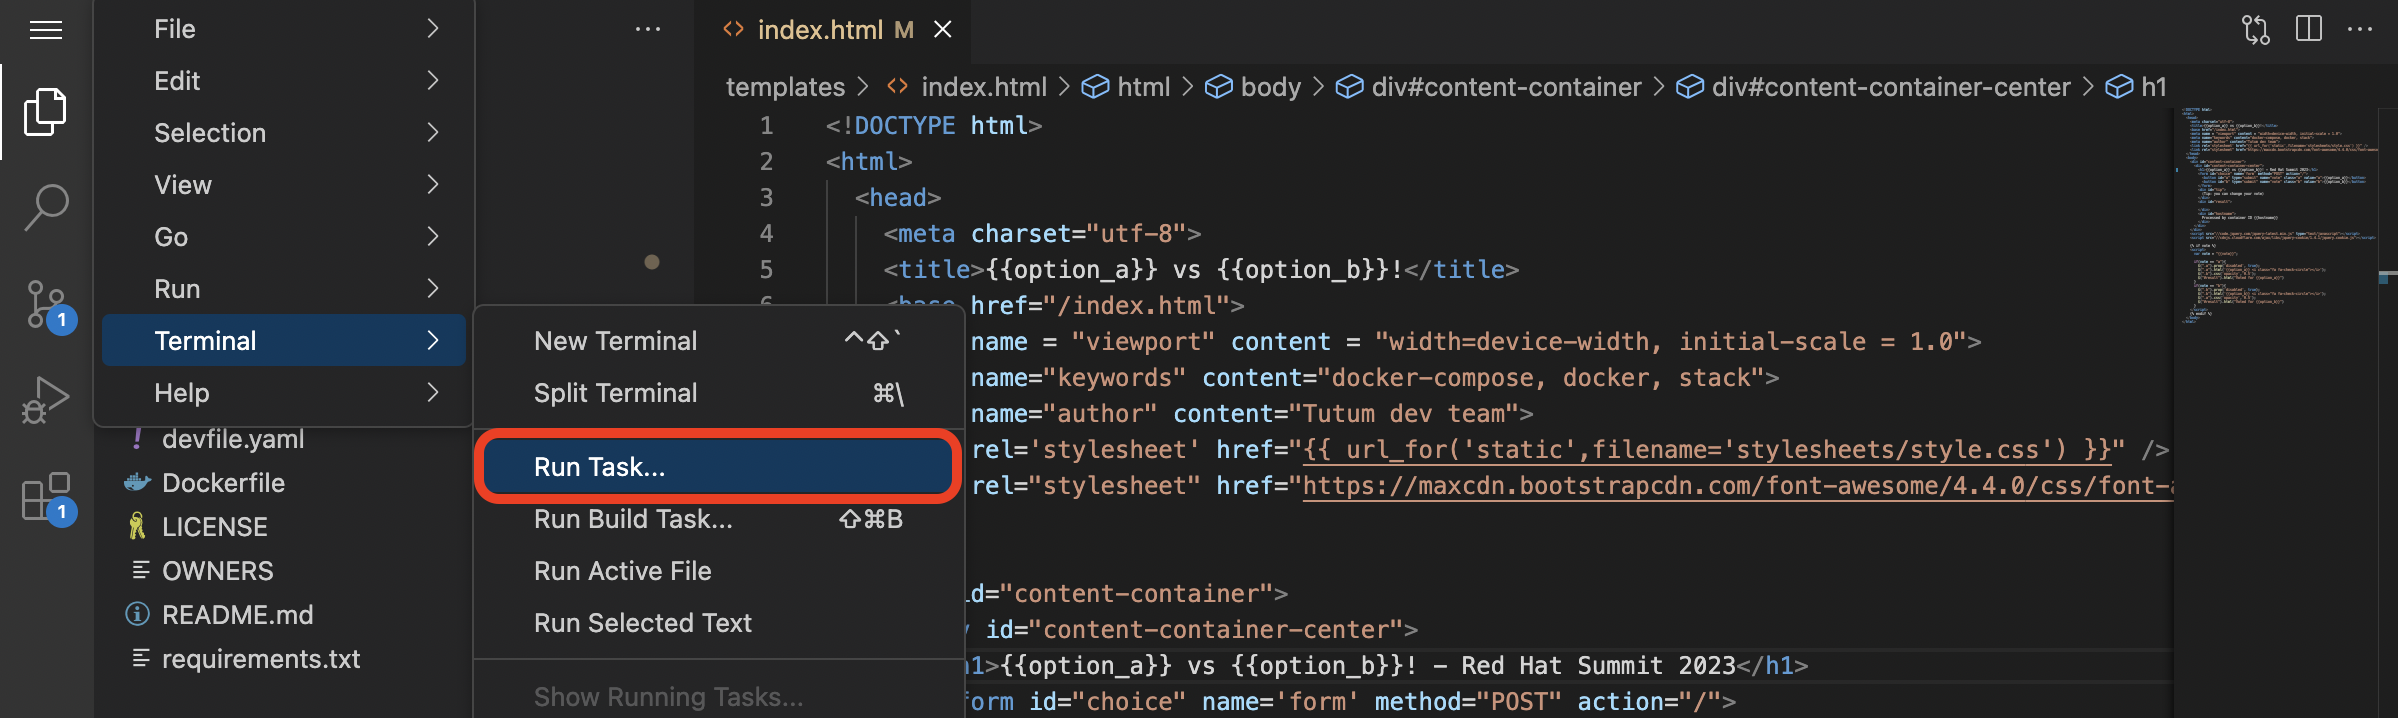 File
Edit
Selection
View
Go
Run
Terminal
Help
devfile.yaml
Dockerfile
LICENSE
OWNERS
README.md
requirements.txt
1
1
New Terminal ^⇧`
Split Terminal ⌘\
Run Task...
Run Build Task... ⇧⌘B
Run Active File
Run Selected Text
Show Running Tasks...
index.html M
templates > index.html > html > body > div#content-container > div#content-container-center > h1
1 <!DOCTYPE html>
2 <html>
3 <head>
4 <meta charset="utf-8">
5 <title>{{option_a}} vs {{option_b}}!</title>
6 <base href="/index.html">
name = "viewport" content = "width=device-width, initial-scale = 1.0">
name="keywords" content="docker-compose, docker, stack">
name="author" content="Tutum dev team">
rel='stylesheet' href="{{ url_for('static',filename='stylesheets/style.css') }}" />
rel="stylesheet" href="https://maxcdn.bootstrapcdn.com/font-awesome/4.4.0/css/font-a
id="content-container">
id="content-container-center">
h1>{{option_a}} vs {{option_b}}! - Red Hat Summit 2023</h1>
form id="choice" name='form' method="POST" action="/">